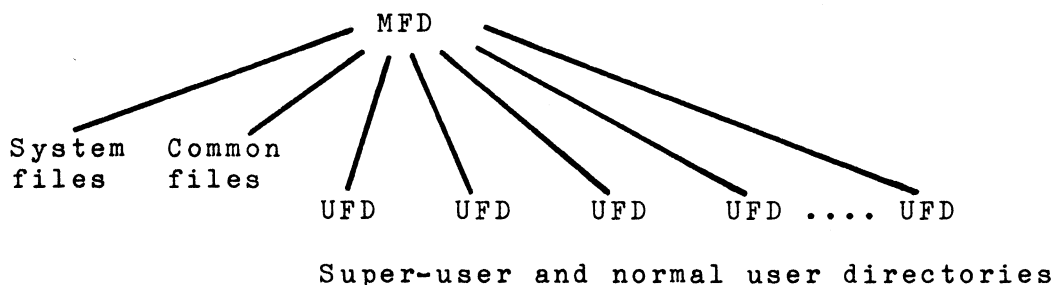 MFD
System Common
files files
UFD UFD UFD UFD .... UFD
Super-user and normal user directories